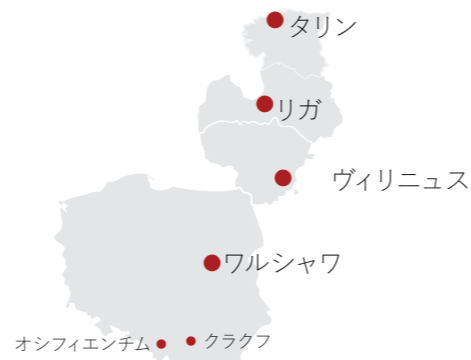 タリン
リガ
ヴィリニュス
ワルシャワ
オシフィエンチム
クラクフ